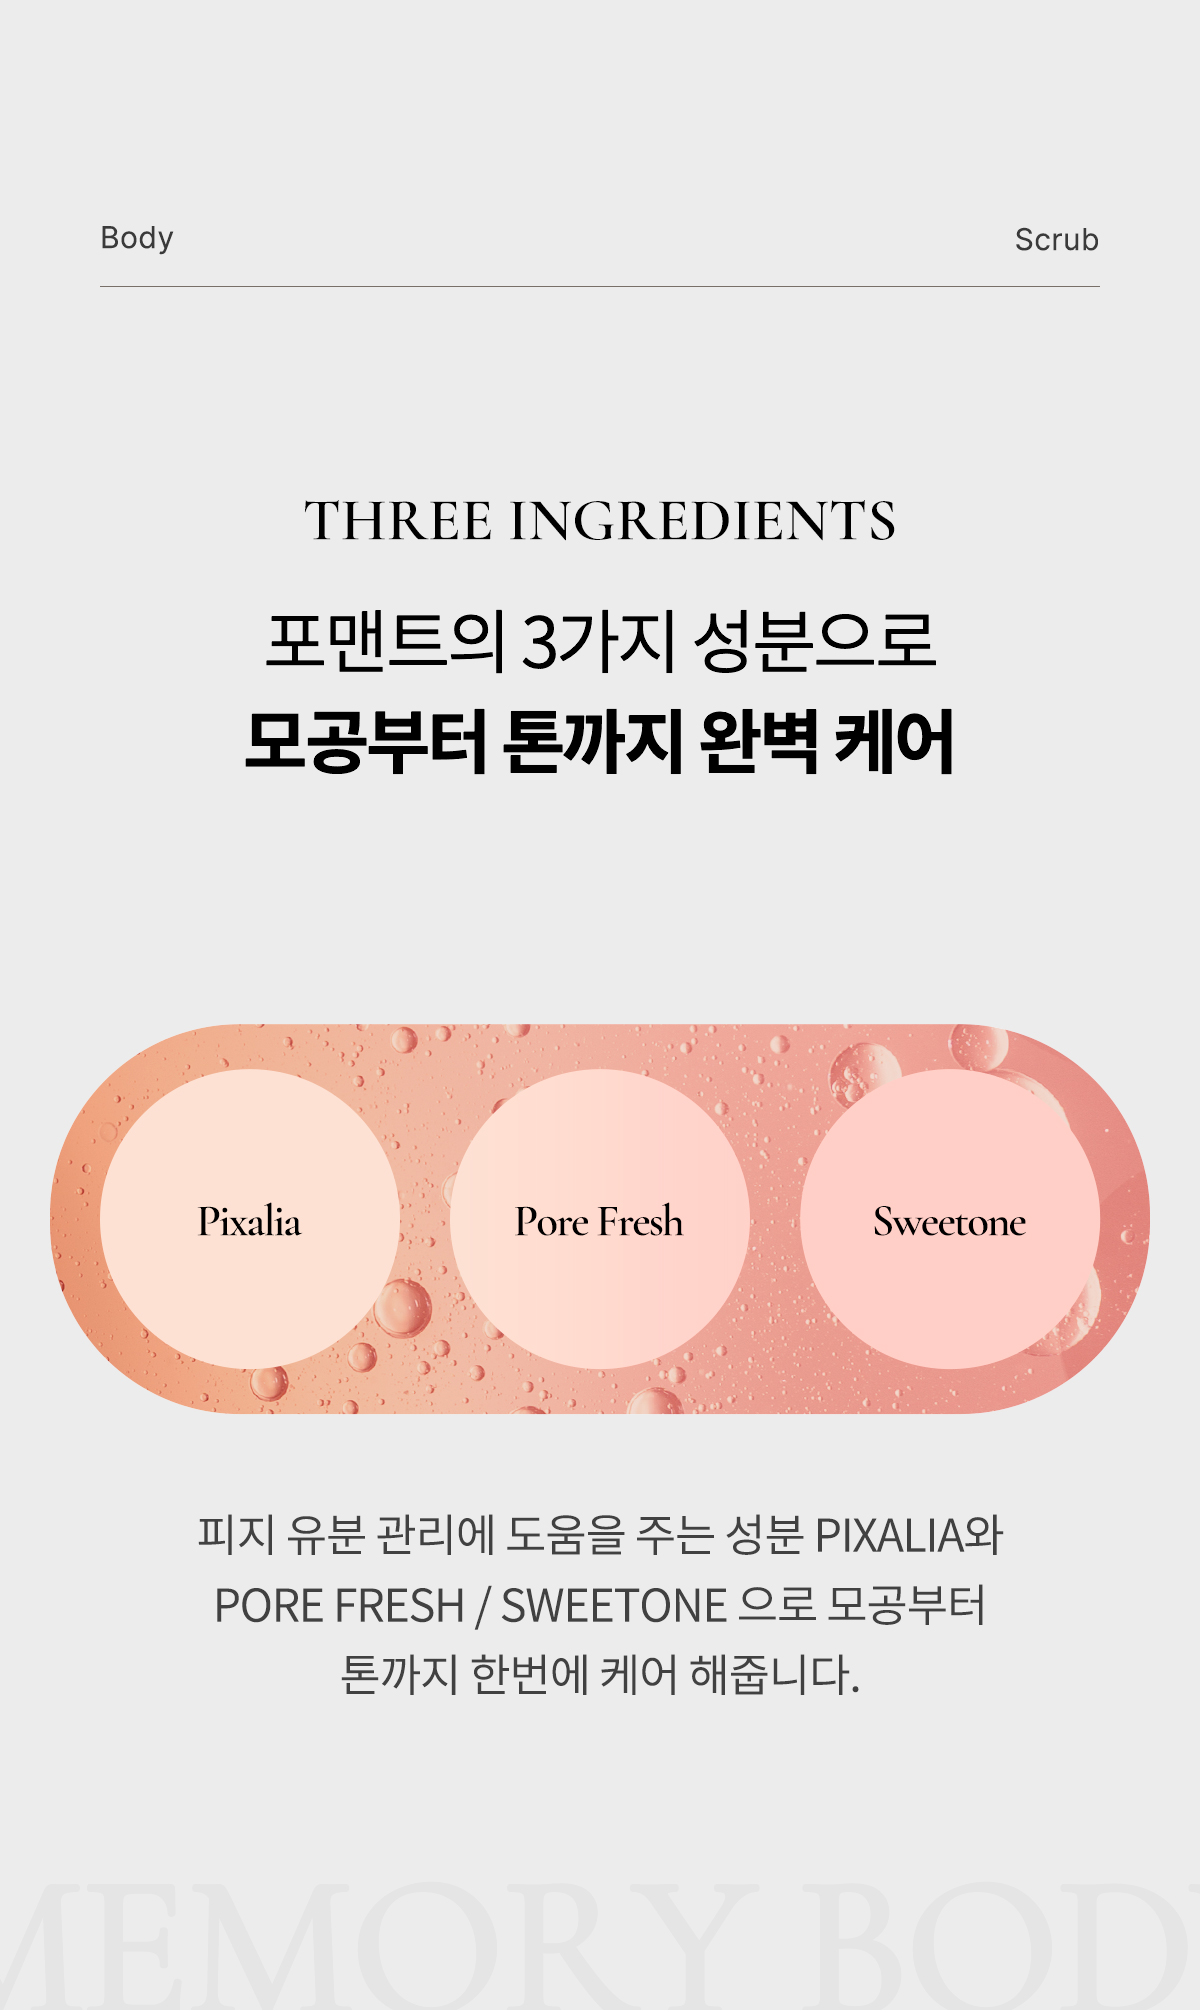 Body
Scrub
THREE INGREDIENTS
포맨트의 3가지 성분으로
모공부터 톤까지 완벽 케어
Pixalia
Pore Fresh
Sweetone
피지 유분 관리에 도움을 주는 성분 PIXALIA와
PORE FRESH / SWEETONE 으로 모공부터
톤까지 한번에 케어 해줍니다.
MEMORY BODY